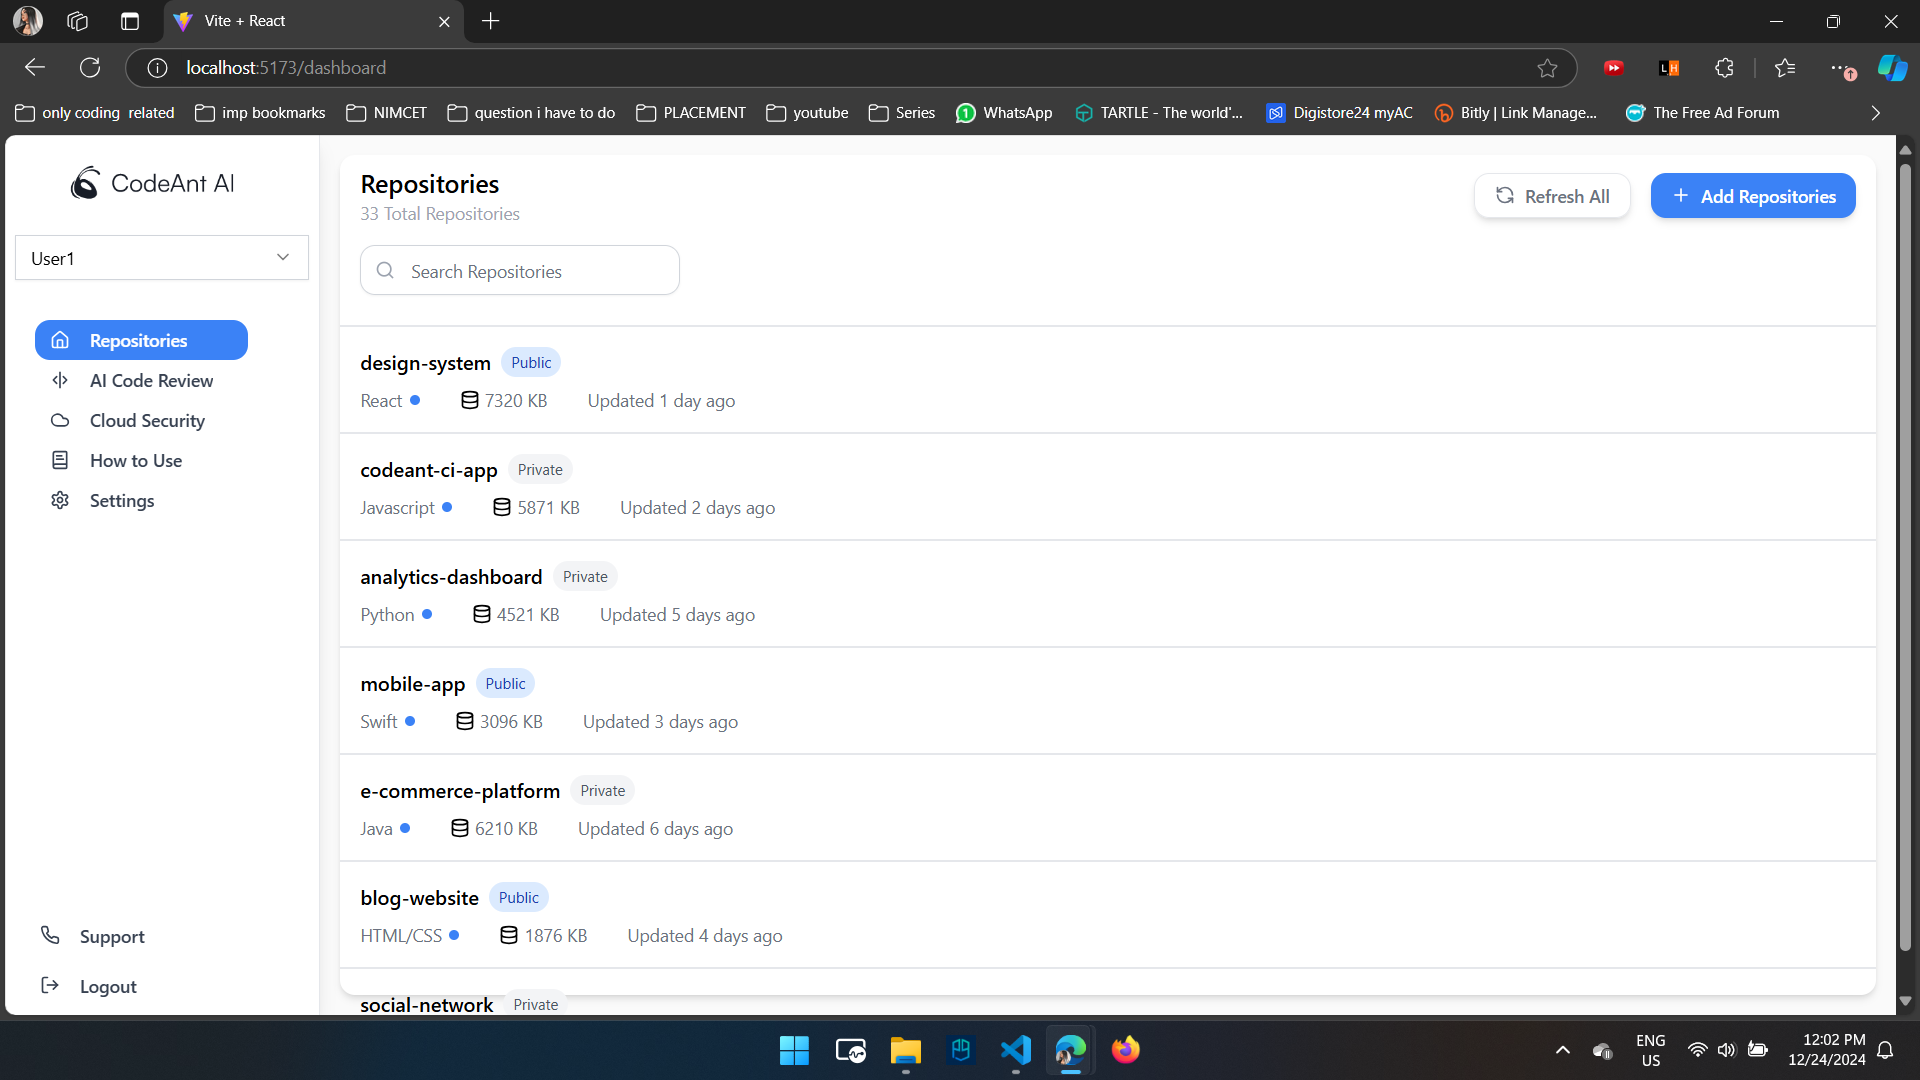 Vite + React
localhost:5173/dashboard
LH
only coding related
imp bookmarks
NIMCET
question i have to do
PLACEMENT
youtube
Series
WhatsApp
TARTLE - The world'...
Digistore24 myAC
Bitly | Link Manage...
The Free Ad Forum
CodeAnt AI
User1
Repositories
AI Code Review
Cloud Security
How to Use
Settings
Support
Logout
Repositories
33 Total Repositories
Refresh All
Add Repositories
Search Repositories
design-system Public
React 7320 KB Updated 1 day ago
codeant-ci-app Private
Javascript 5871 KB Updated 2 days ago
analytics-dashboard Private
Python 4521 KB Updated 5 days ago
mobile-app Public
Swift 3096 KB Updated 3 days ago
e-commerce-platform Private
Java 6210 KB Updated 6 days ago
blog-website Public
HTML/CSS 1876 KB Updated 4 days ago
social-network Private
ENG
US
12:02 PM
12/24/2024